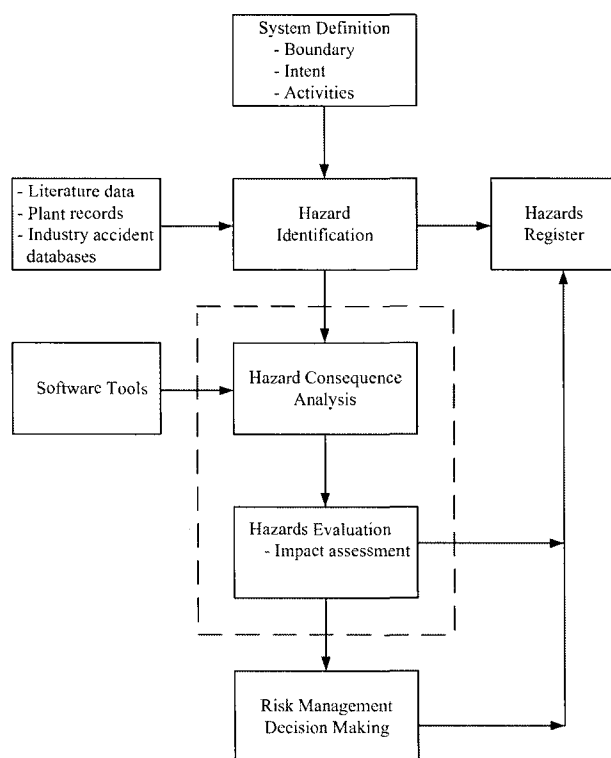 System Definition
- Boundary
- Intent
- Activities
- Literature data
- Plant records
- Industry accident
databases
Hazard
Identification
Hazards
Register
Software Tools
Hazard Consequence
Analysis
Hazards Evaluation
- Impact assessment
Risk Management
Decision Making